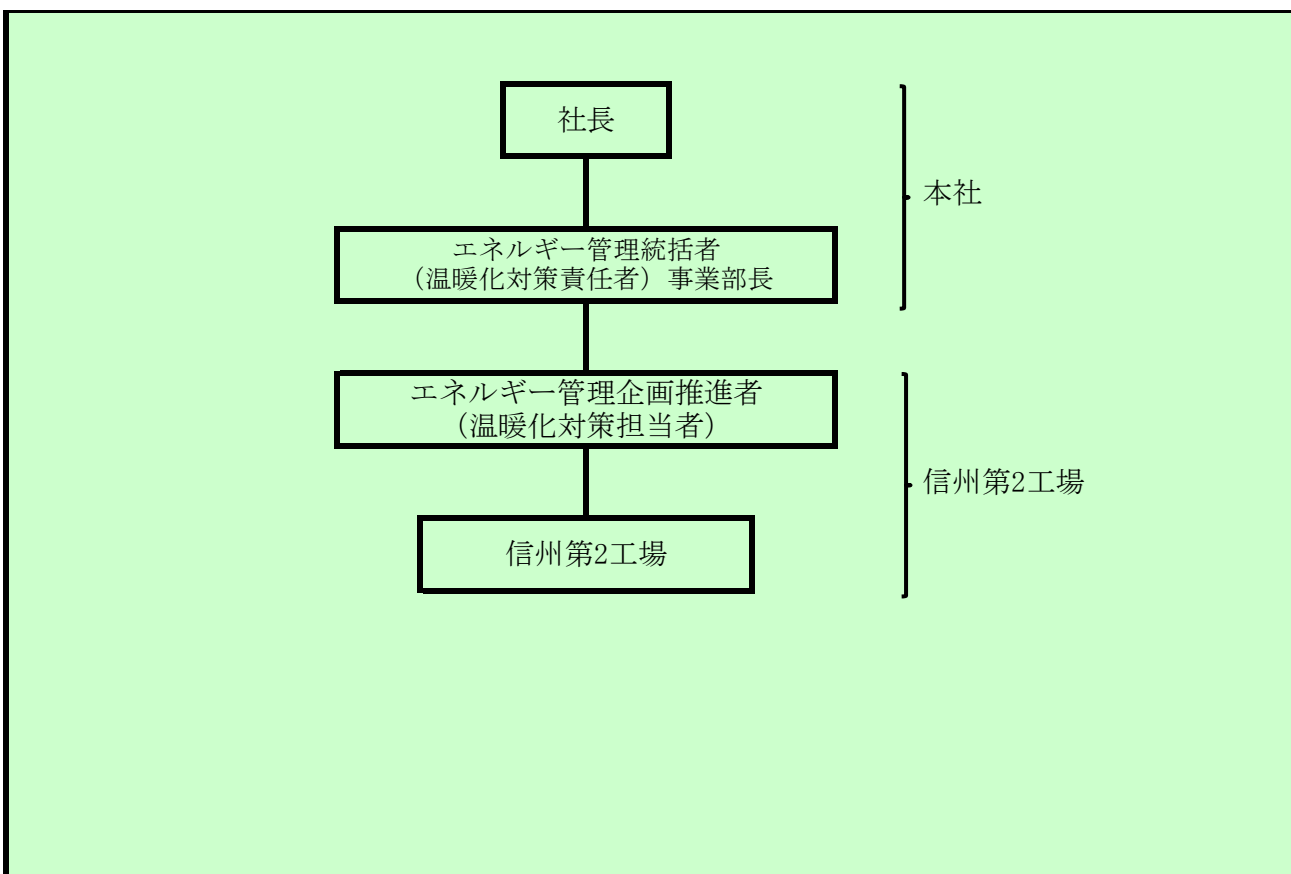 社長
本社
エネルギー管理統括者
（温暖化対策責任者）事業部長
エネルギー管理企画推進者
（温暖化対策担当者）
信州第2工場
信州第2工場